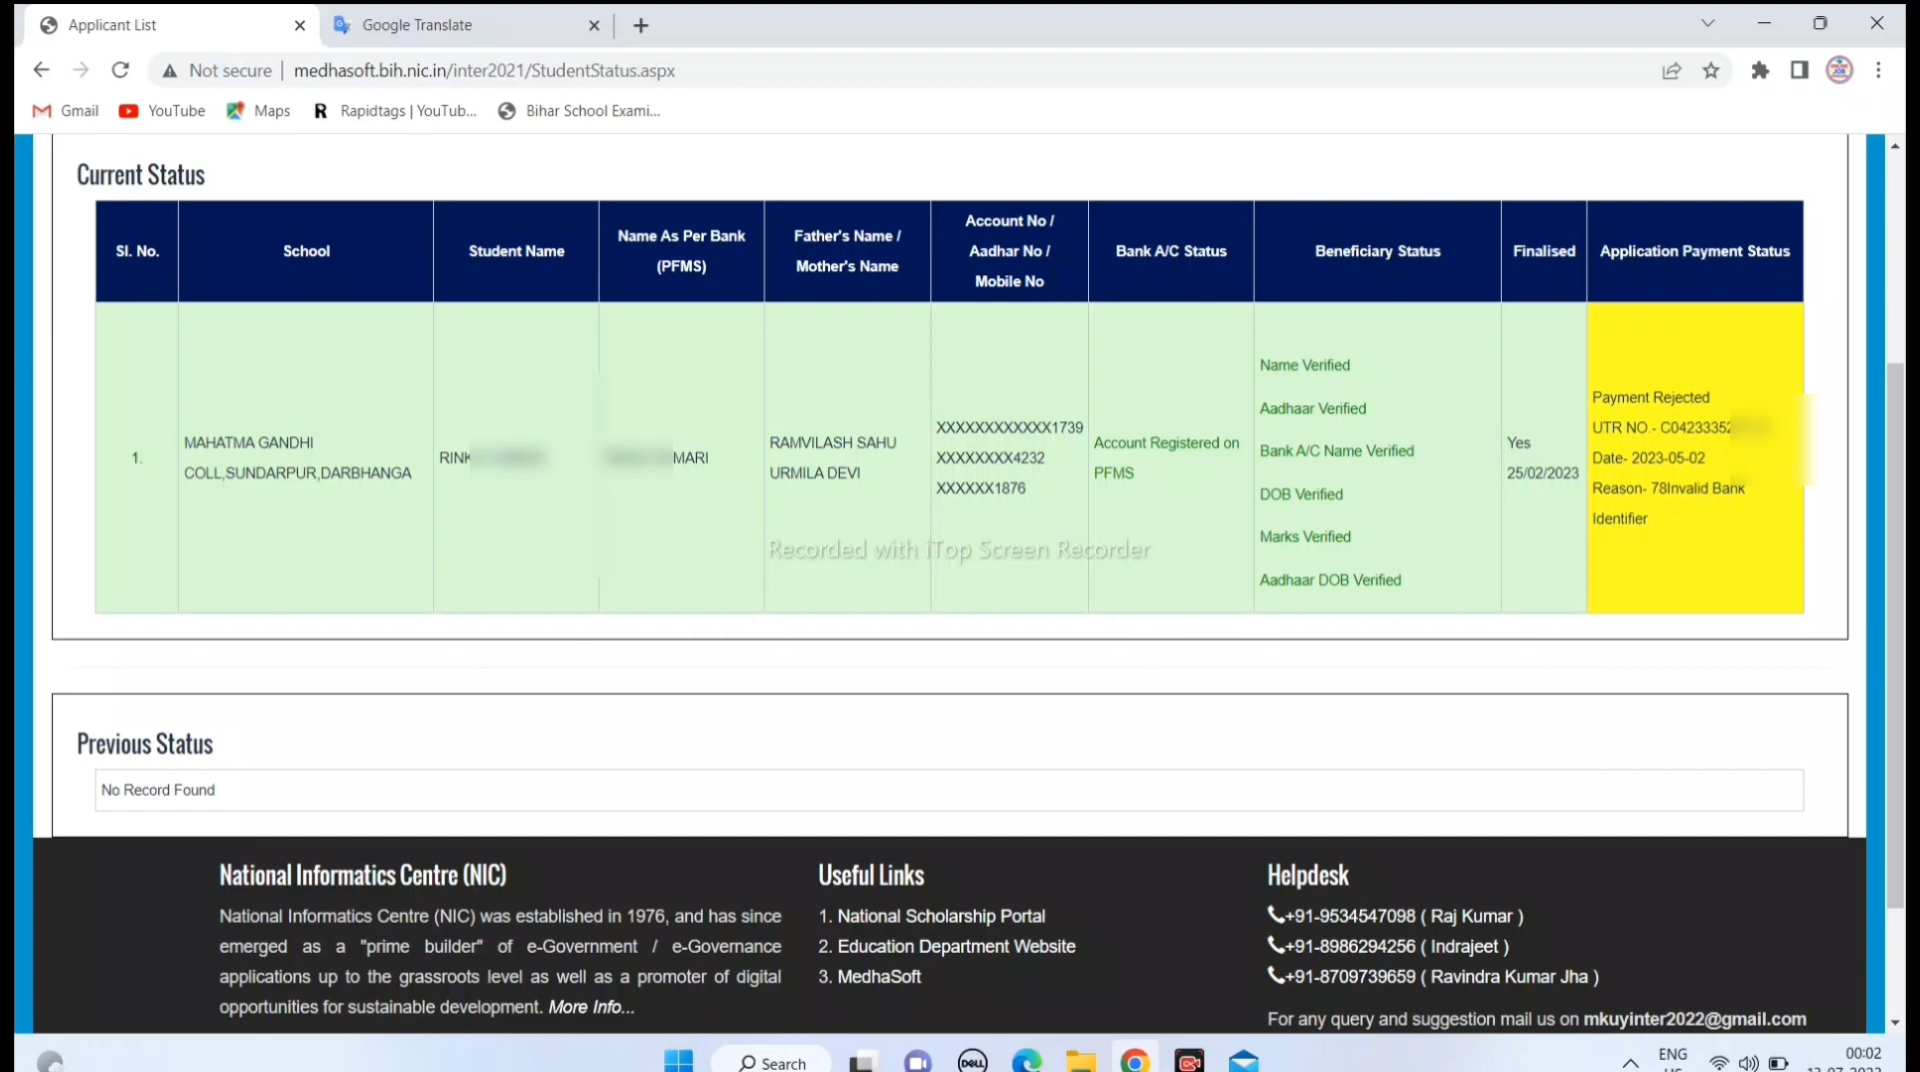 Applicant List
Google Translate
Not secure | medhasoft.bih.nic.in/inter2021/StudentStatus.aspx
Gmail YouTube Maps R Rapidtags | YouTub... Bihar School Exami...
Current Status
Sl. No.
School
Student Name
Name As Per Bank
(PFMS)
Father's Name /
Mother's Name
Account No /
Aadhar No /
Mobile No
Bank A/C Status
Beneficiary Status
Finalised
Application Payment Status
1.
MAHATMA GANDHI
COLL,SUNDARPUR,DARBHANGA
RINK
MARI
RAMVILASH SAHU
URMILA DEVI
XXXXXXXXXXXX1739
XXXXXXXX4232
XXXXXX1876
Account Registered on
PFMS
Name Verified
Aadhaar Verified
Bank A/C Name Verified
DOB Verified
Marks Verified
Aadhaar DOB Verified
Yes
25/02/2023
Payment Rejected
UTR NO.- C04233352
Date- 2023-05-02
Reason- 78Invalid Bank
Identifier
Recorded with iTop Screen Recorder
Previous Status
No Record Found
National Informatics Centre (NIC)
National Informatics Centre (NIC) was established in 1976, and has since
emerged as a "prime builder" of e-Government / e-Governance
applications up to the grassroots level as well as a promoter of digital
opportunities for sustainable development. More Info...
Useful Links
1. National Scholarship Portal
2. Education Department Website
3. MedhaSoft
Helpdesk
+91-9534547098 ( Raj Kumar )
+91-8986294256 ( Indrajeet )
+91-8709739659 ( Ravindra Kumar Jha )
For any query and suggestion mail us on mkuyinter2022@gmail.com
Search
DELL
ENG
00:02